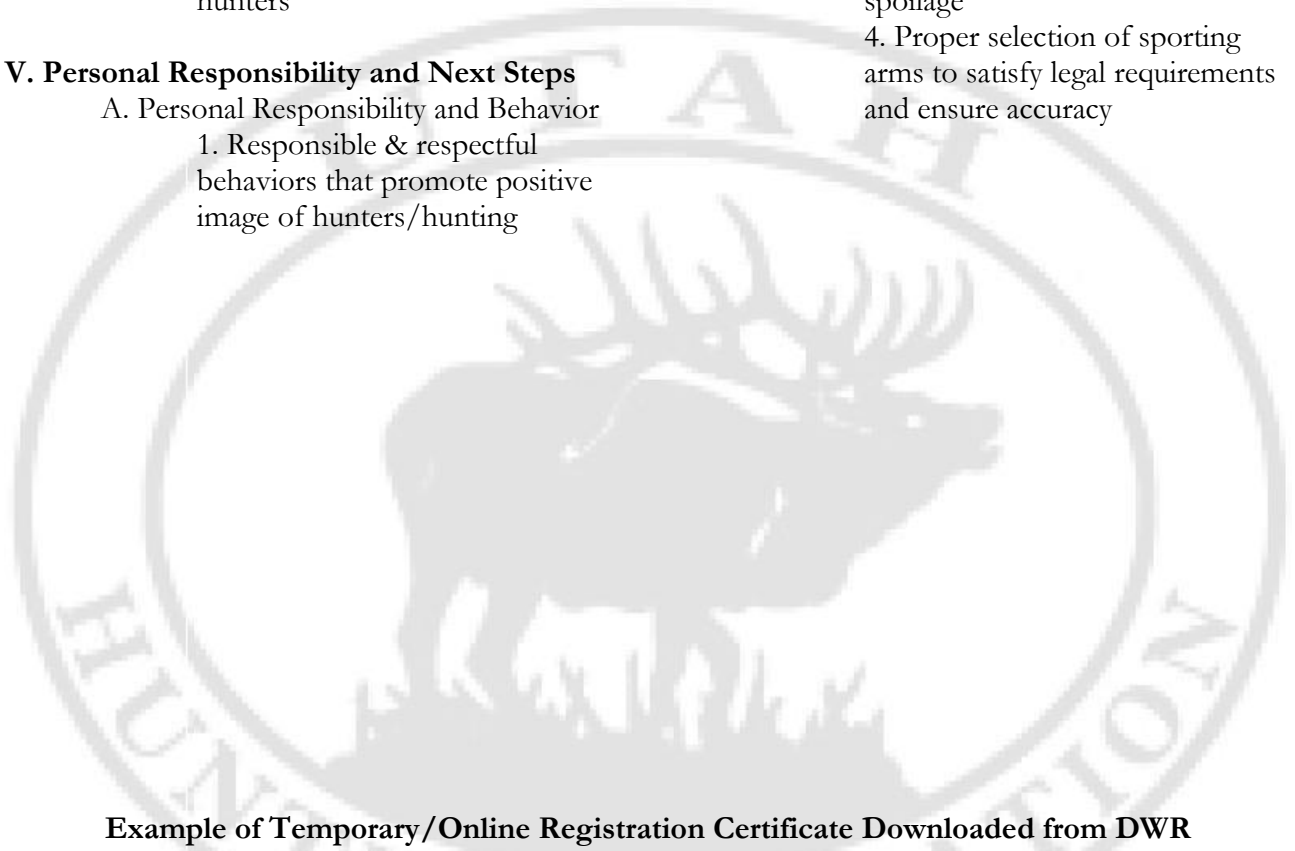 hunters
V. Personal Responsibility and Next Steps
A. Personal Responsibility and Behavior
1. Responsible & respectful
behaviors that promote positive
image of hunters/hunting
spoilage
4. Proper selection of sporting
arms to satisfy legal requirements
and ensure accuracy
UTAH
Example of Temporary/Online Registration Certificate Downloaded from DWR